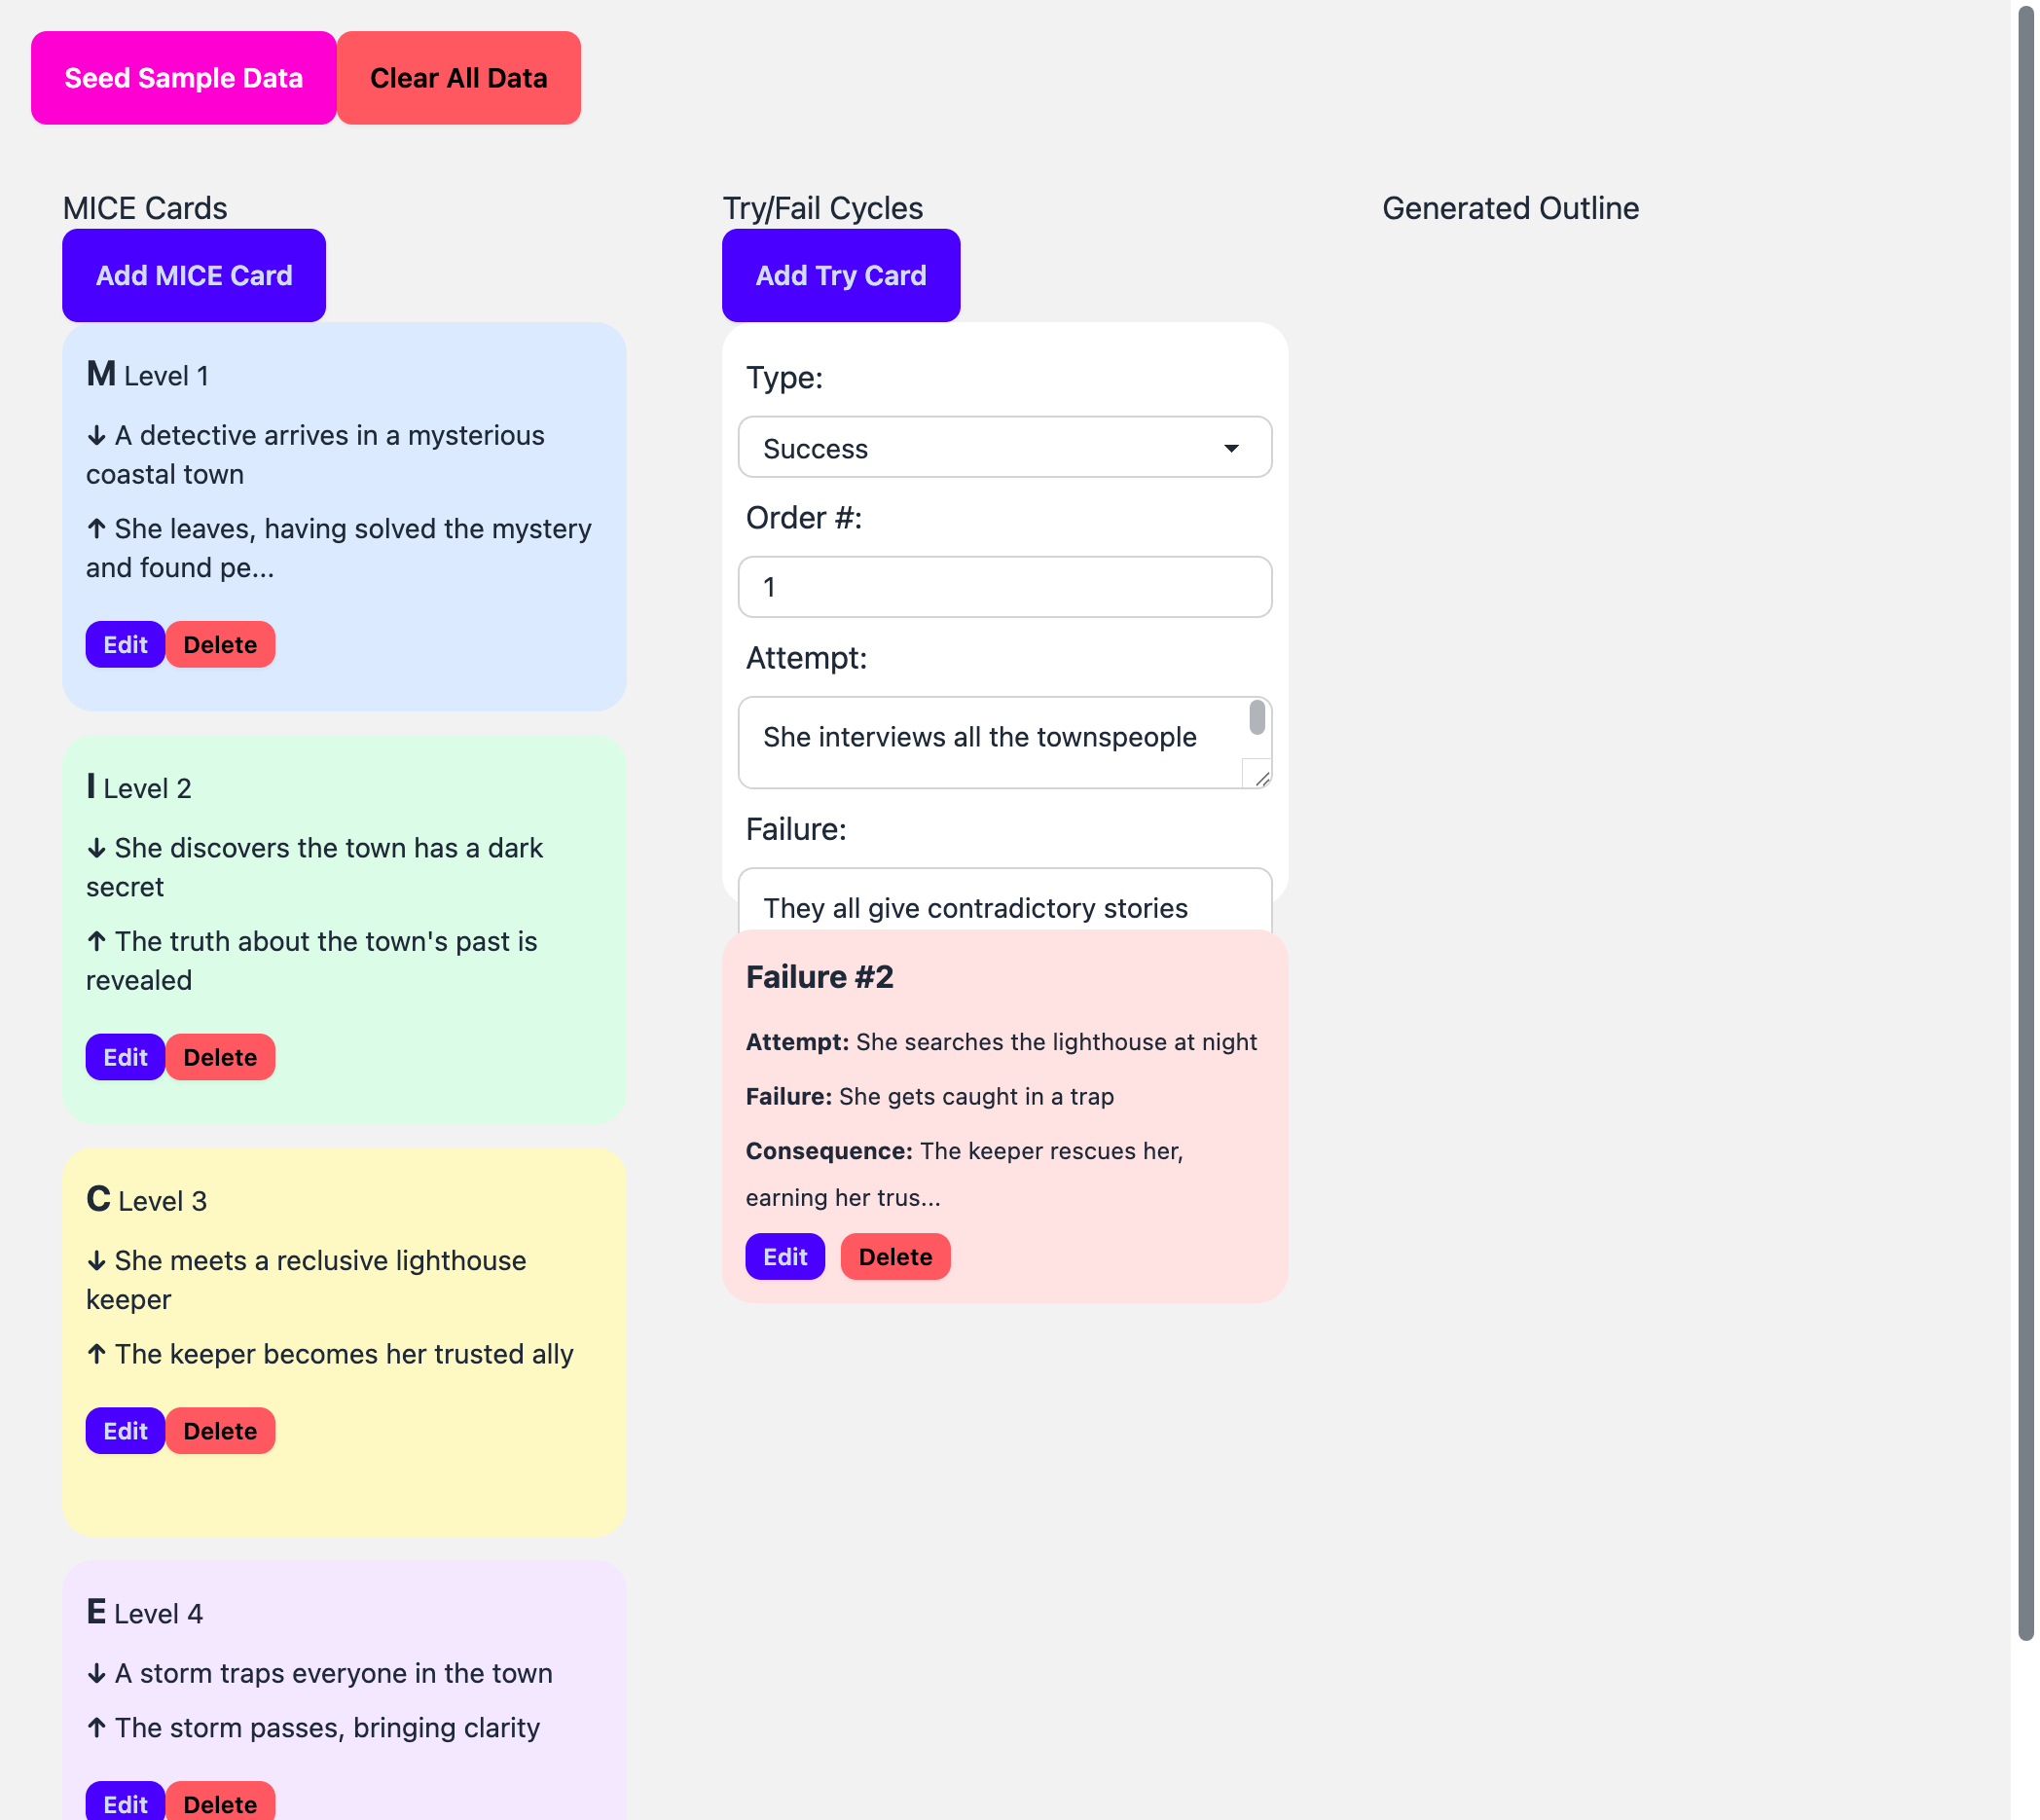 Seed Sample Data
Clear All Data
MICE Cards
Add MICE Card
M Level 1
↓ A detective arrives in a mysterious
coastal town
↑ She leaves, having solved the mystery
and found pe...
Edit
Delete
I Level 2
↓ She discovers the town has a dark
secret
↑ The truth about the town's past is
revealed
Edit
Delete
C Level 3
↓ She meets a reclusive lighthouse
keeper
↑ The keeper becomes her trusted ally
Edit
Delete
E Level 4
↓ A storm traps everyone in the town
↑ The storm passes, bringing clarity
Edit
Delete
Try/Fail Cycles
Add Try Card
Type:
Success
Order #:
1
Attempt:
She interviews all the townspeople
Failure:
They all give contradictory stories
Failure #2
Attempt: She searches the lighthouse at night
Failure: She gets caught in a trap
Consequence: The keeper rescues her,
earning her trus...
Edit
Delete
Generated Outline